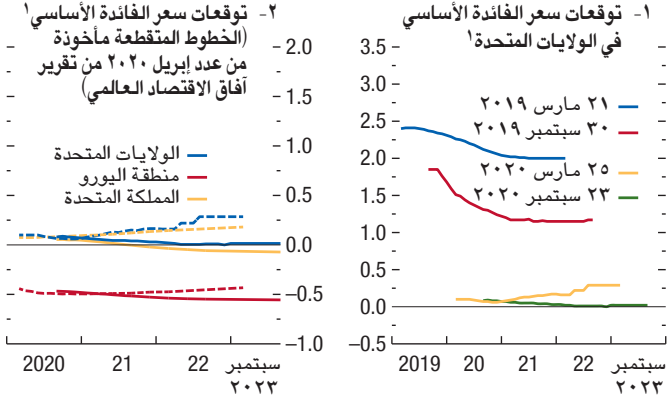 ١- توقعات سعر الفائدة الأساسي
في الولايات المتحدة١
3.5
3.0
2.5
2.0
1.5
1.0
0.5
0.0
–0.5
٢١ مارس ٢٠١٩
٣٠ سبتمبر ٢٠١٩
٢٥ مارس ٢٠٢٠
٢٣ سبتمبر ٢٠٢٠
2019 20 21 22 سبتمبر
٢٠٢٣
٢- توقعات سعر الفائدة الأساسي١
(الخطوط المتقطعة مأخوذة
من عدد إبريل ٢٠٢٠ من تقرير
آفاق الاقتصاد العالمي)
2.0
1.5
1.0
0.5
0.0
–0.5
–1.0
الولايات المتحدة
منطقة اليورو
المملكة المتحدة
2020 21 22 سبتمبر
٢٠٢٣